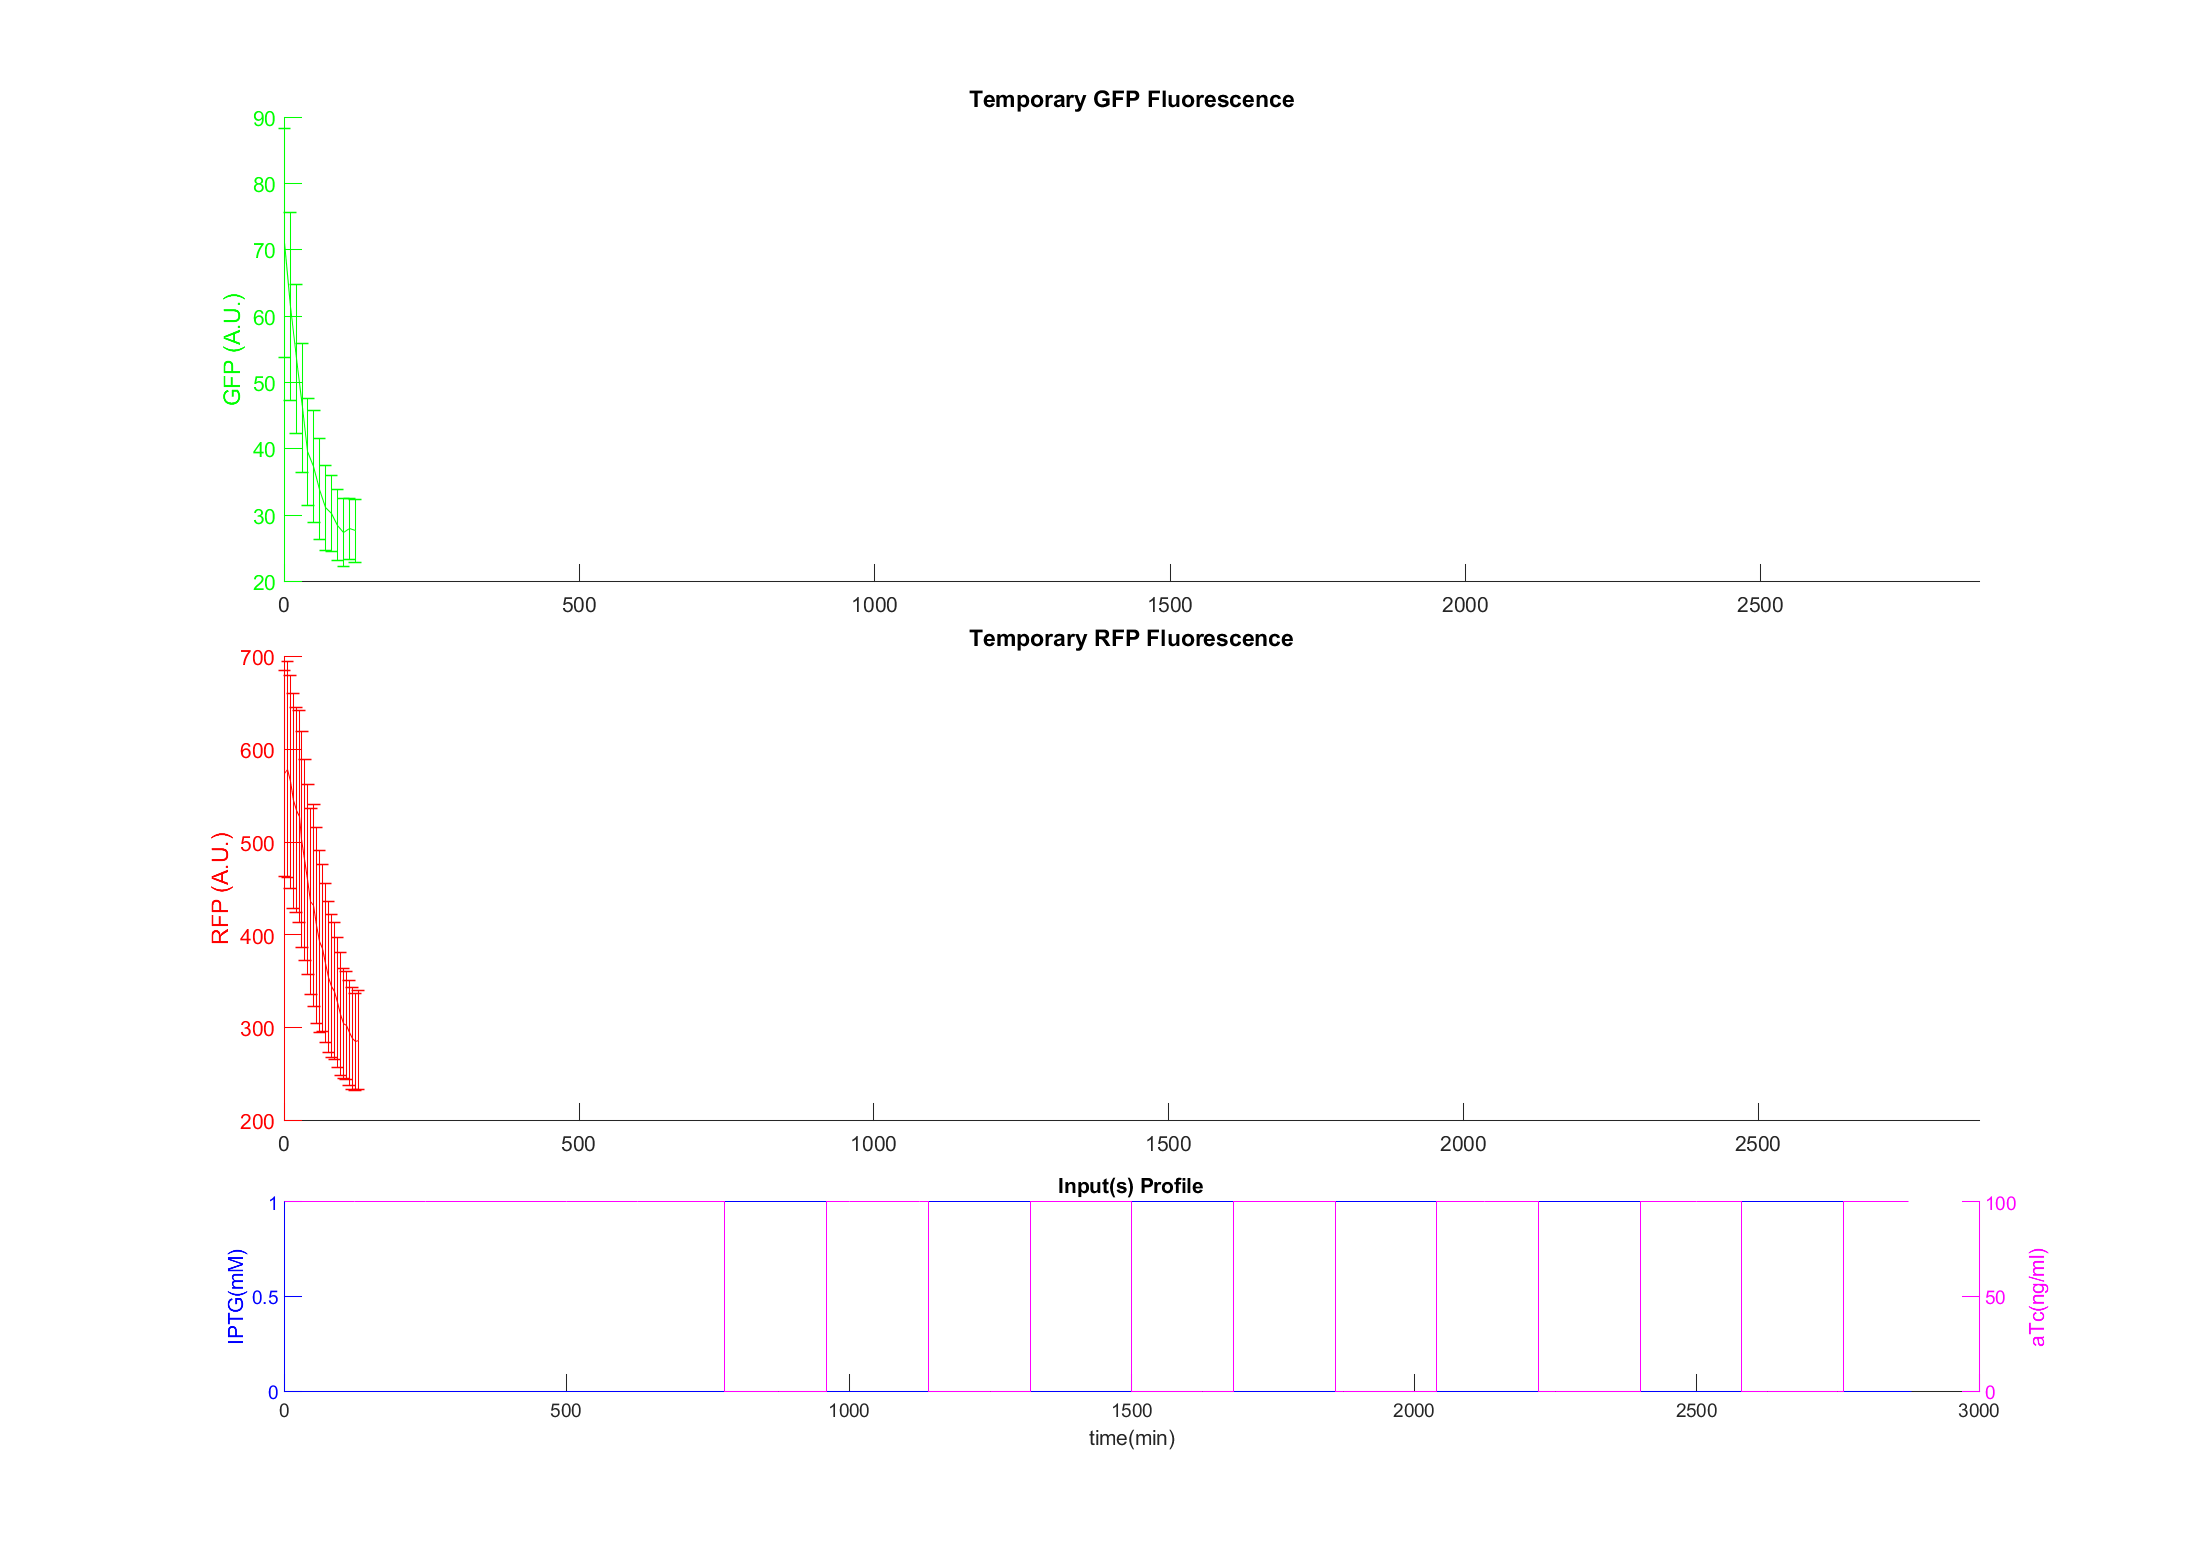 Temporary GFP Fluorescence
90
80
70
60
50
40
30
20
GFP (A.U.)
0 500 1000 1500 2000 2500
Temporary RFP Fluorescence
700
600
500
400
300
200
RFP (A.U.)
0 500 1000 1500 2000 2500
Input(s) Profile
1
0.5
0
IPTG(mM)
100
50
0
aTc(ng/ml)
0 500 1000 1500 2000 2500 3000
time(min)